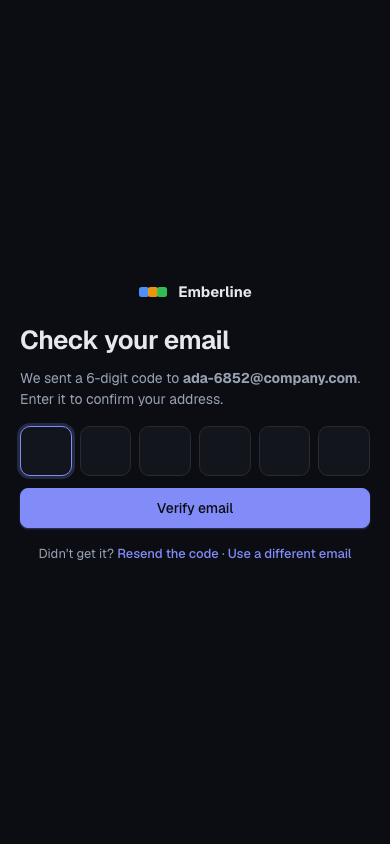 Emberline
Check your email
We sent a 6-digit code to ada-6852@company.com.
Enter it to confirm your address.
Verify email
Didn't get it? Resend the code · Use a different email